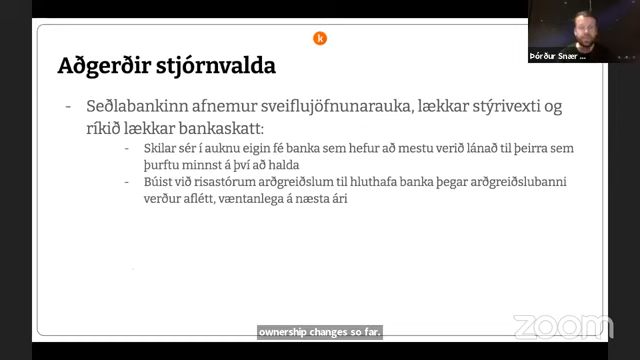 k
Þórður Snær ...
Aðgerðir stjórnvalda
- Seðlabankinn afnemur sveiflujöfnunarauka, lækkar stýrivexti og
ríkið lækkar bankaskatt:
- Skilar sér í auknu eigin fé banka sem hefur að mestu verið lánað til þeirra sem
þurftu minnst á því að halda
- Búist við risastórum arðgreiðslum til hluthafa banka þegar arðgreiðslubanni
verður aflétt, væntanlega á næsta ári
ownership changes so far.
zoom